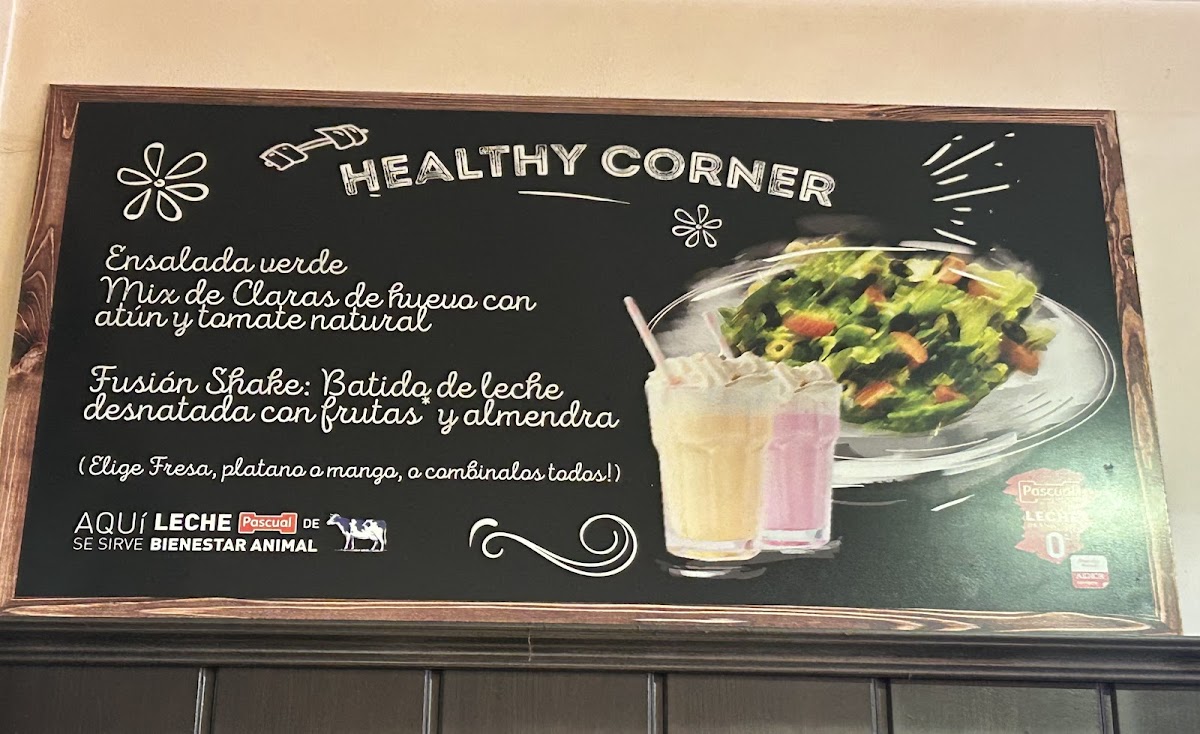 HEALTHY CORNER
Ensalada verde
Mix de Claras de huevo con
atún y tomate natural
Fusión Shake: Batido de leche
desnatada con frutas* y almendra
(Elige Fresa, platano o mango, o combinalos todos!)
AQUÍ LECHE Pascual DE
SE SIRVE BIENESTAR ANIMAL
Pascual
LECHE
0